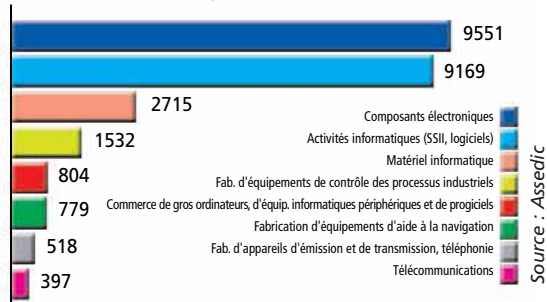 9551
9169
2715
1532
804
779
518
397
Composants électroniques
Activités informatiques (SSII, logiciels)
Matériel informatique
Fab. d'équipements de contrôle des processus industriels
Commerce de gros ordinateurs, d'équip. informatiques périphériques et de progiciels
Fabrication d'équipements d'aide à la navigation
Fab. d'appareils d'émission et de transmission, téléphonie
Télécommunications
Source : Assedic